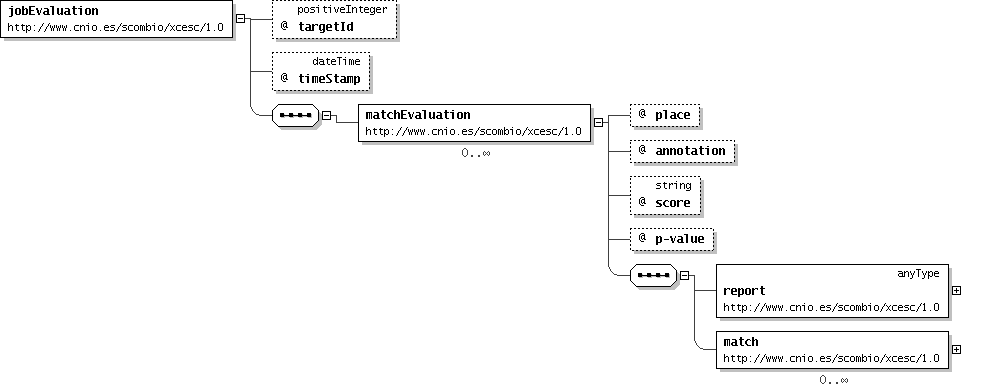 jobEvaluation
http://www.cnio.es/scombio/xcesc/1.0
positiveInteger
@ targetId
dateTime
@ timeStamp
matchEvaluation
http://www.cnio.es/scombio/xcesc/1.0
0..∞
@ place
@ annotation
string
@ score
@ p-value
anyType
report
http://www.cnio.es/scombio/xcesc/1.0
match
http://www.cnio.es/scombio/xcesc/1.0
0..∞